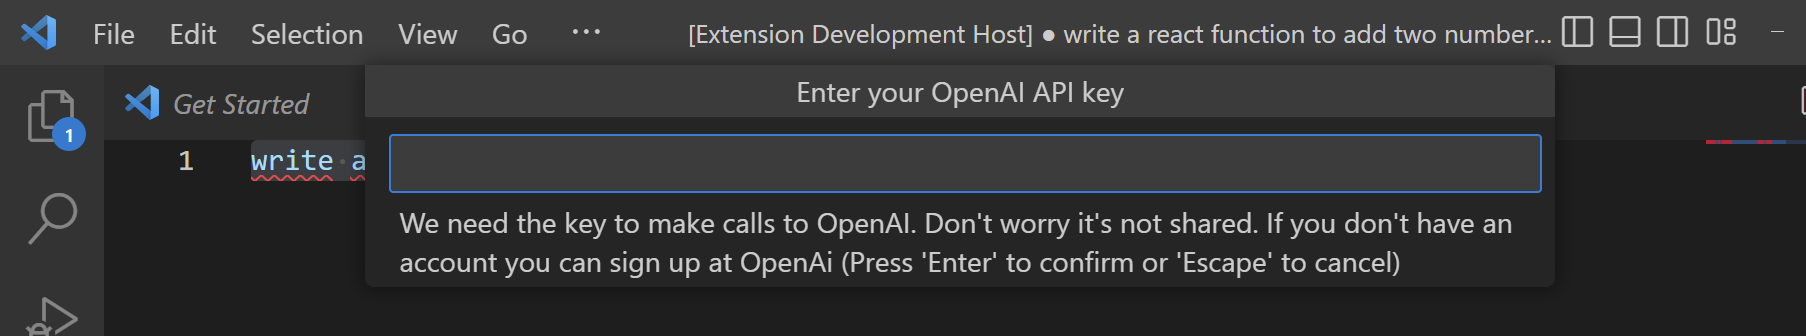 File Edit Selection View Go ··· [Extension Development Host] ● write a react function to add two number...
Get Started
Enter your OpenAI API key
1
1 write a
We need the key to make calls to OpenAI. Don't worry it's not shared. If you don't have an
account you can sign up at OpenAi (Press 'Enter' to confirm or 'Escape' to cancel)